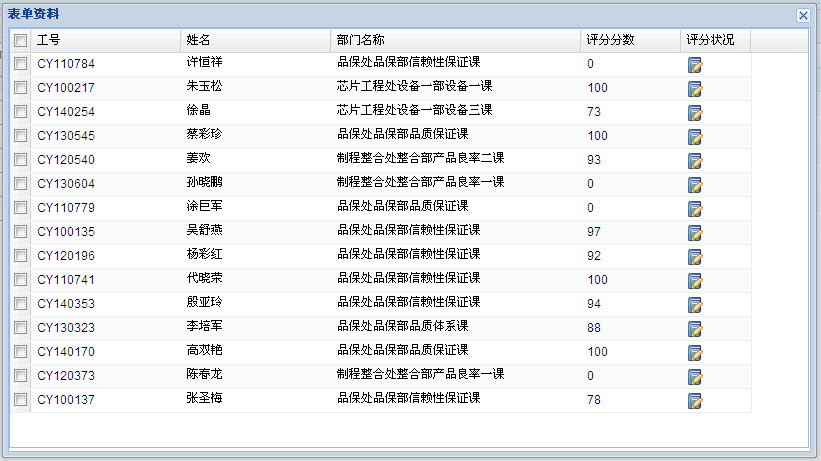 表单资料
工号 姓名 部门名称 评分分数 评分状况
CY110784 许恒祥 品保处品保部信赖性保证课 0
CY100217 朱玉松 芯片工程处设备一部设备一课 100
CY140254 徐晶 芯片工程处设备一部设备三课 73
CY130545 蔡彩珍 品保处品保部品质保证课 100
CY120540 姜欢 制程整合处整合部产品良率二课 93
CY130604 孙晓鹏 制程整合处整合部产品良率一课 0
CY110779 涂巨军 品保处品保部品质保证课 0
CY100135 吴舒燕 品保处品保部信赖性保证课 97
CY120196 杨彩红 品保处品保部信赖性保证课 92
CY110741 代晓荣 品保处品保部信赖性保证课 100
CY140353 殷亚玲 品保处品保部信赖性保证课 94
CY130323 李培军 品保处品保部品质体系课 88
CY140170 高双艳 品保处品保部品质保证课 100
CY120373 陈春龙 制程整合处整合部产品良率一课 0
CY100137 张圣梅 品保处品保部信赖性保证课 78